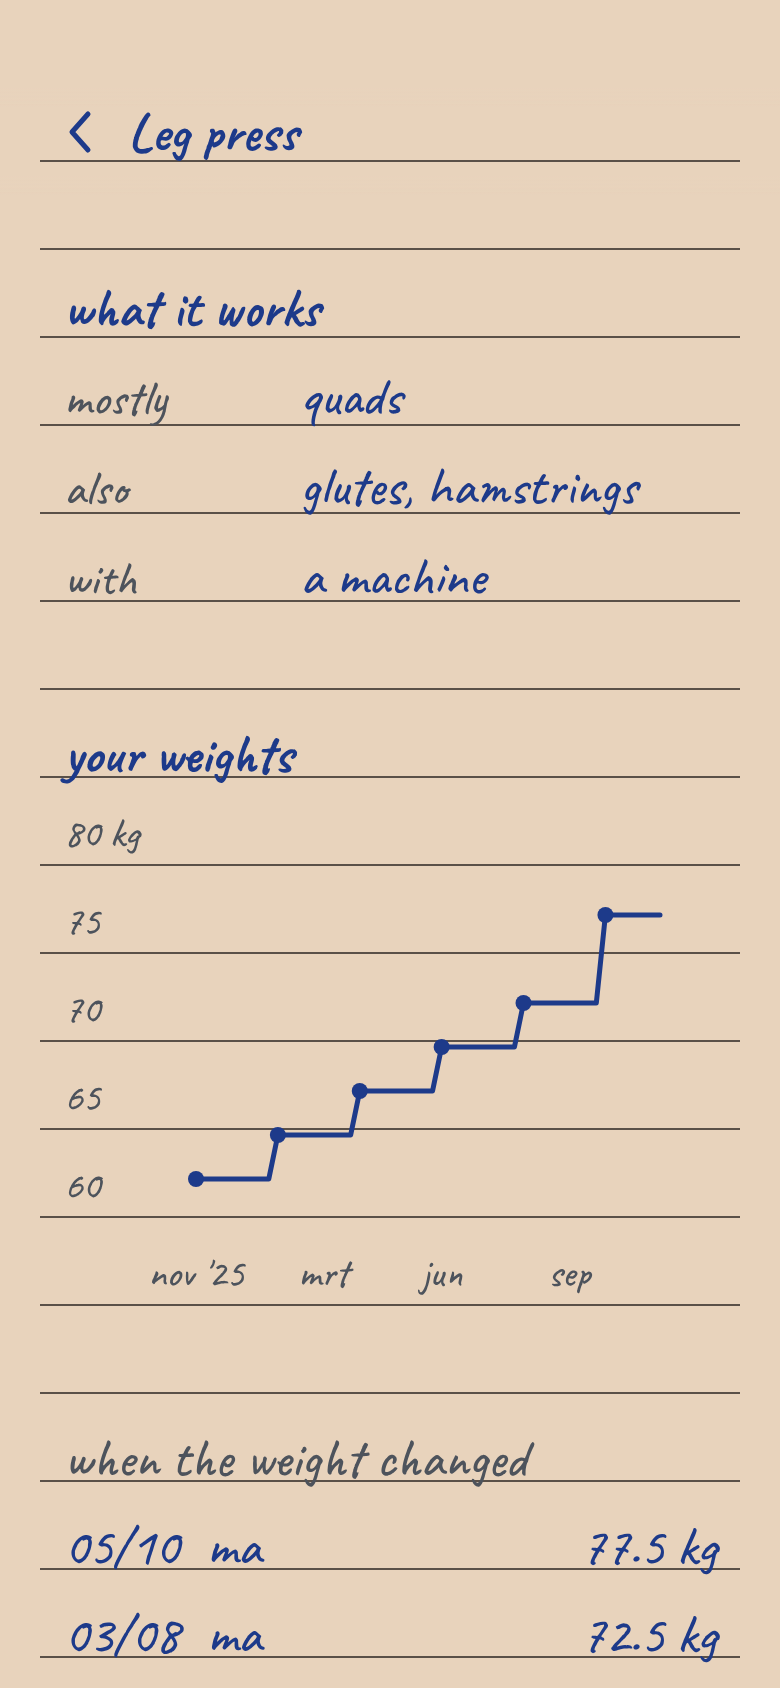 Leg press
what it works
mostly quads
also glutes, hamstrings
with a machine
your weights
80 kg
75
70
65
60
nov '25 mrt jun sep
when the weight changed
05/10 ma 77.5 kg
03/08 ma 72.5 kg